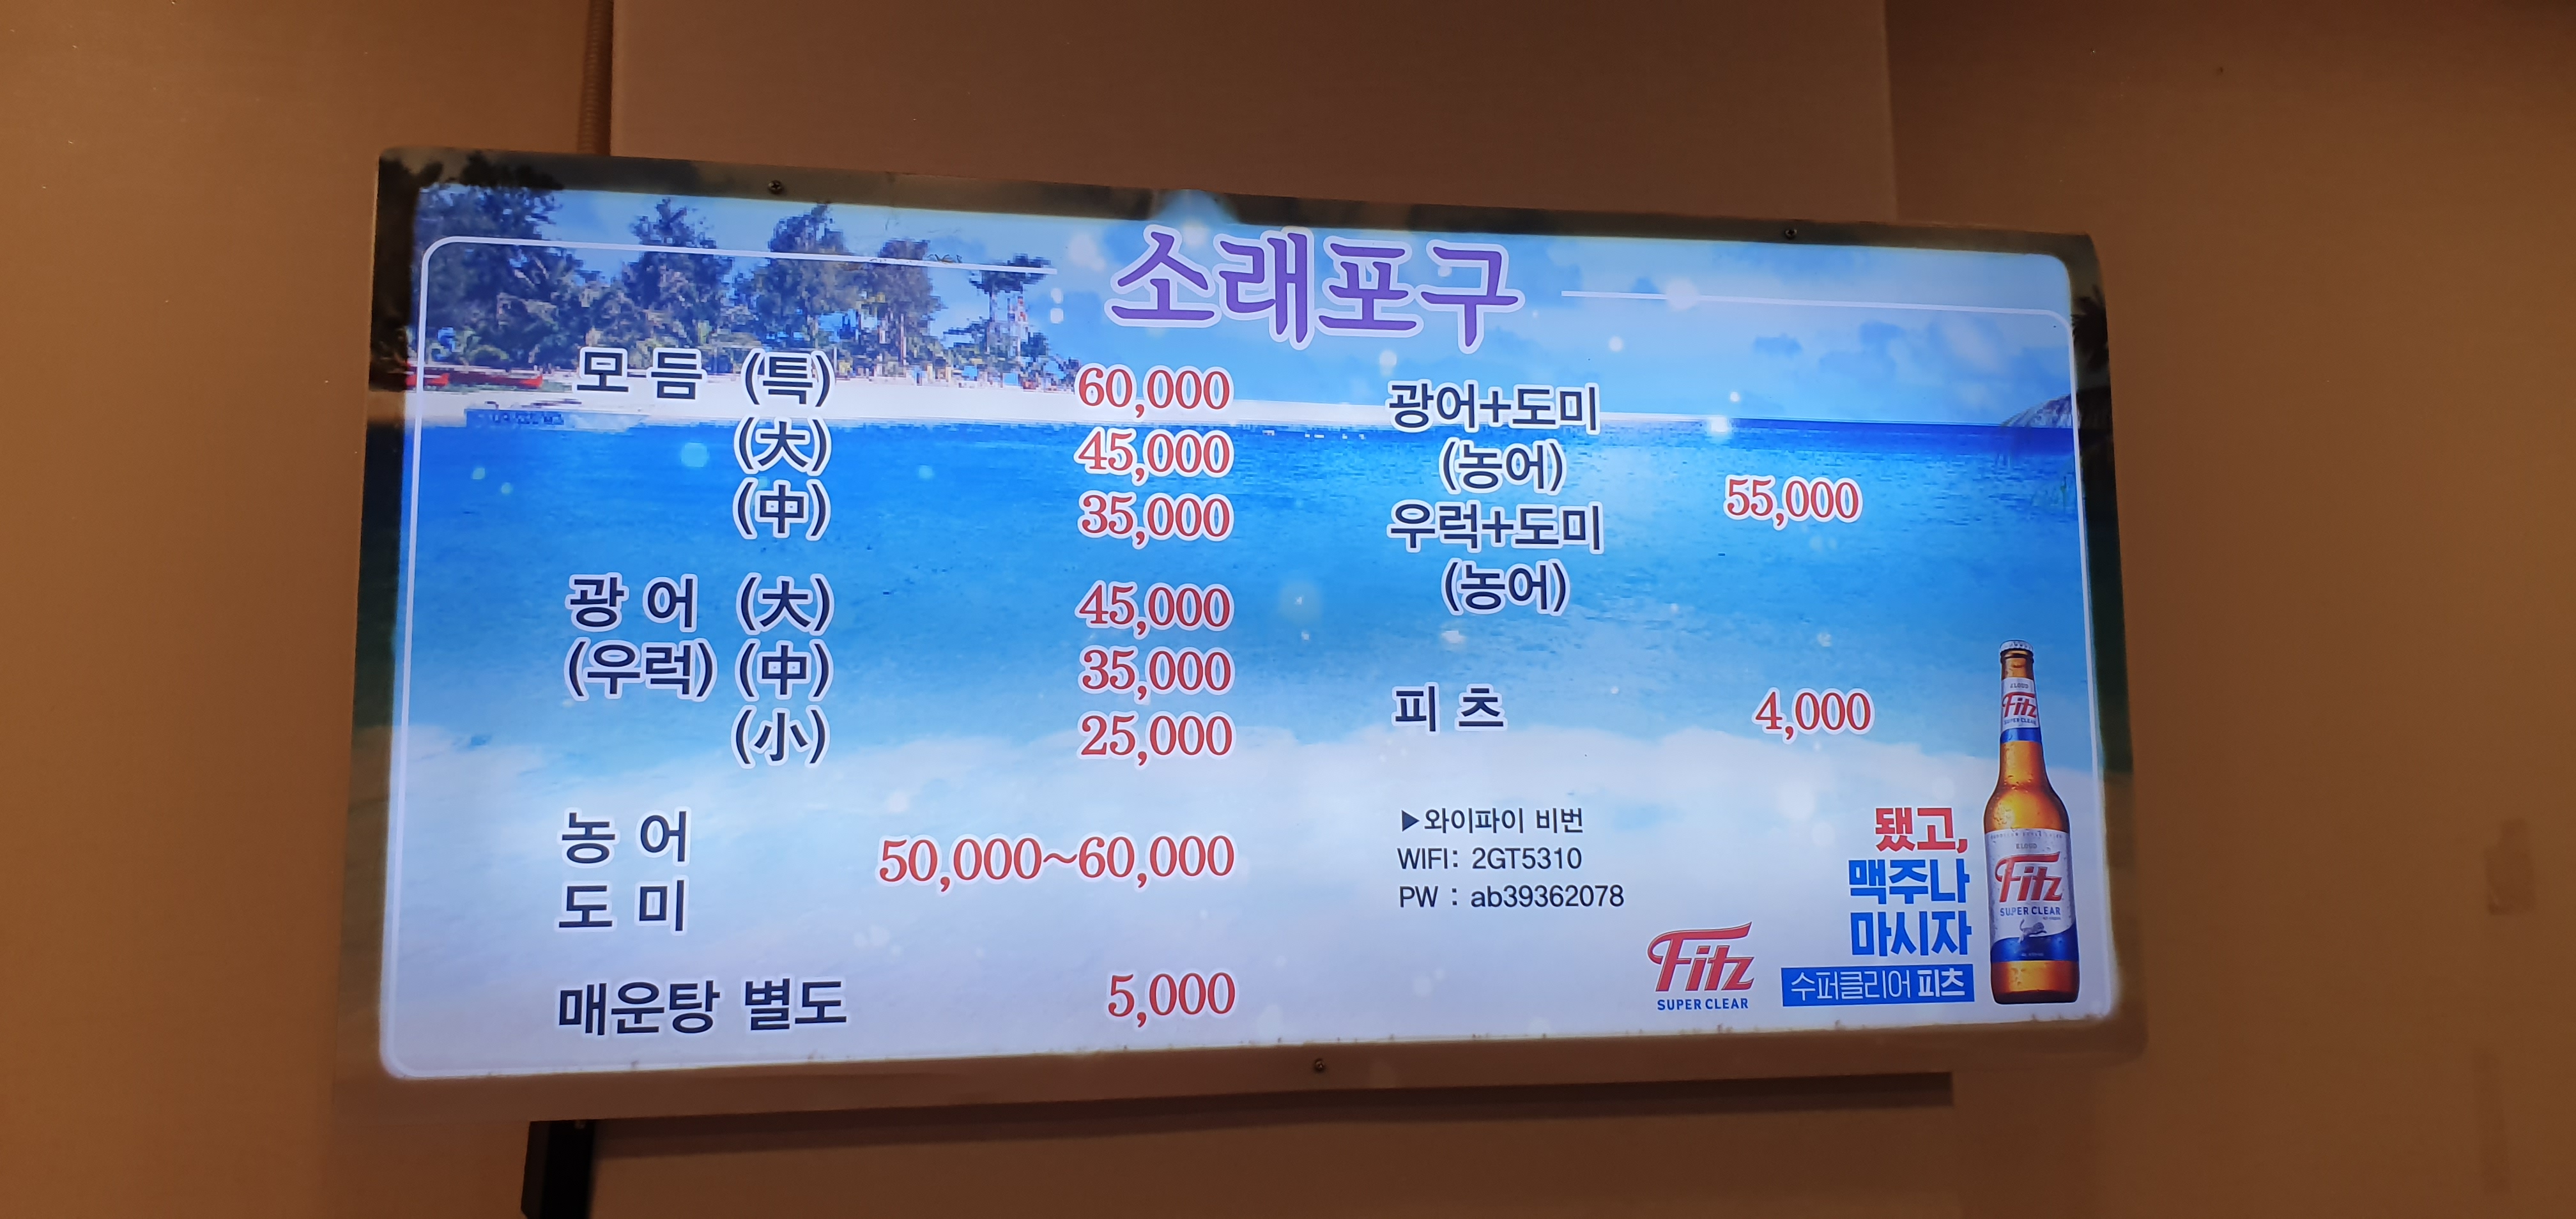 소래포구
모 듬 (특) 60,000
(大) 45,000
(中) 35,000
광 어 (大) 45,000
(우럭) (中) 35,000
(小) 25,000
농 어
50,000~60,000
도 미
매운탕 별도 5,000
광어+도미
(농어)
55,000
우럭+도미
(농어)
피 츠 4,000
▶와이파이 비번
WIFI: 2GT5310
PW : ab39362078
Fitz
SUPER CLEAR
됐고,
맥주나
마시자
수퍼클리어 피츠
Fitz
SUPER CLEAR
Fitz
SUPER CLEAR